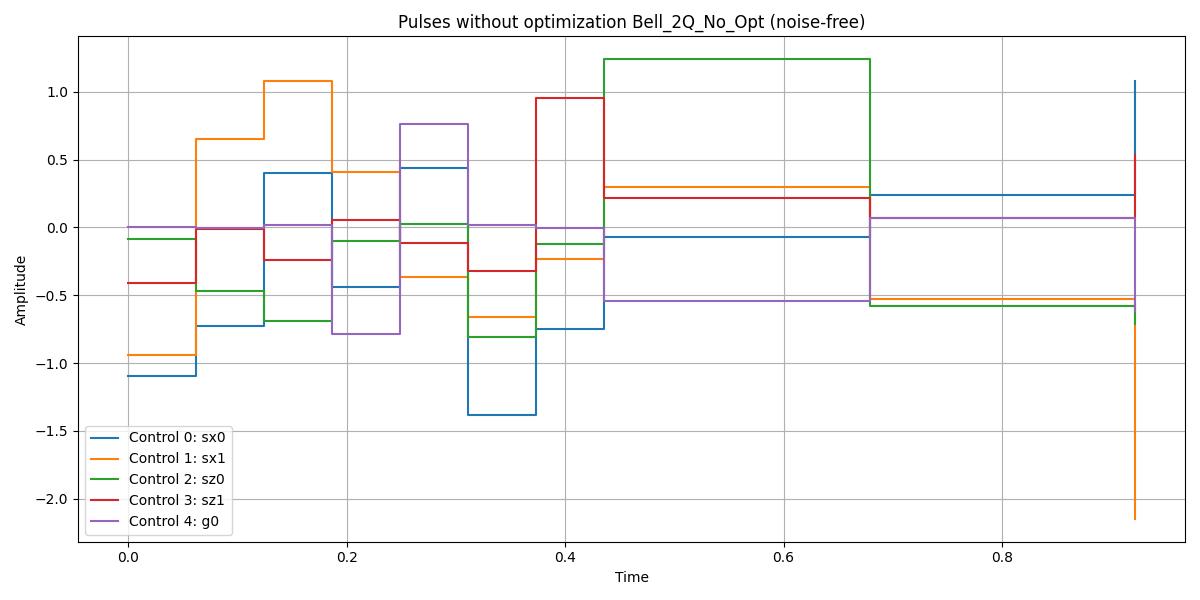 Pulses without optimization Bell_2Q_No_Opt (noise-free)
Amplitude
1.0
0.5
0.0
−0.5
−1.0
−1.5
−2.0
Control 0: sx0
Control 1: sx1
Control 2: sz0
Control 3: sz1
Control 4: g0
0.0 0.2 0.4 0.6 0.8
Time